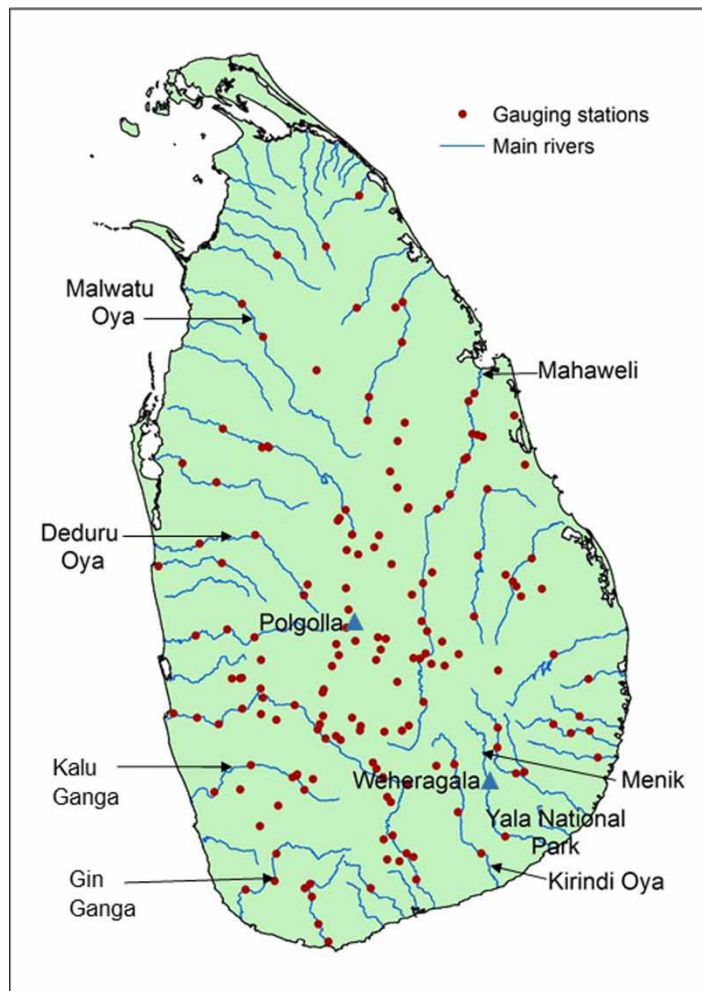 Gauging stations
Main rivers
Malwatu
Oya
Mahaweli
Deduru
Oya
Polgolla
Kalu
Ganga
Weheragala
Menik
Yala National
Park
Gin
Ganga
Kirindi Oya